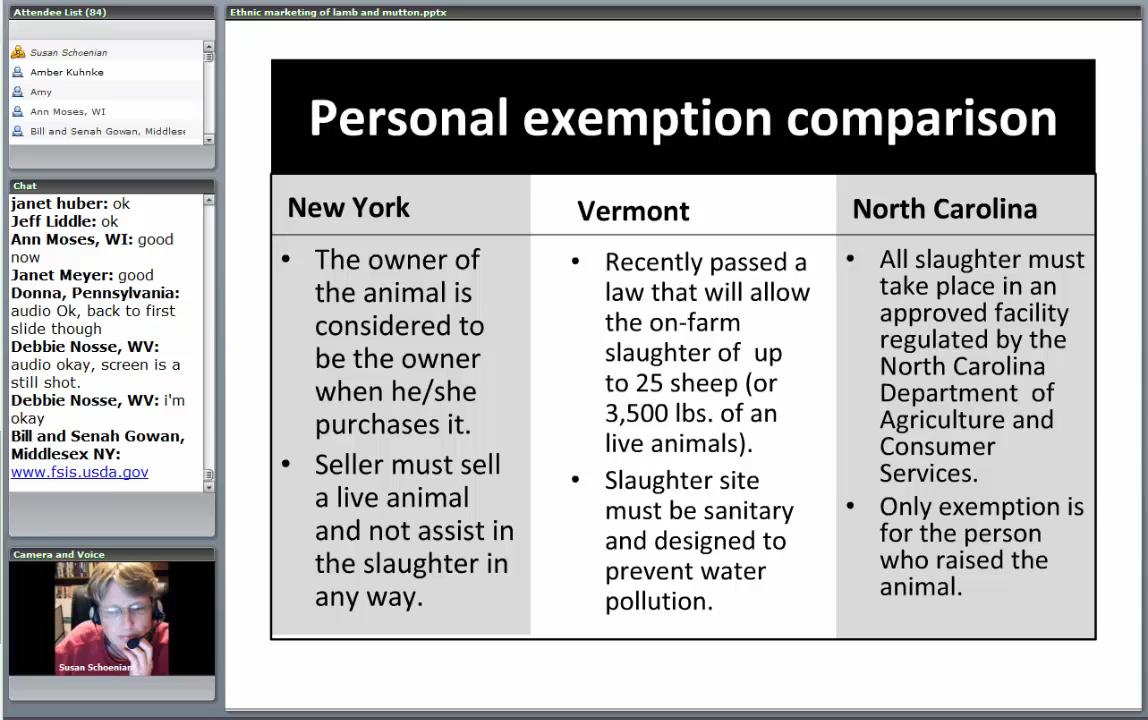 Attendee List (84)
Susan Schoenian
Amber Kuhnke
Amy
Ann Moses, WI
Bill and Senah Gowan, Middlese
Chat
janet huber: ok
Jeff Liddle: ok
Ann Moses, WI: good
now
Janet Meyer: good
Donna, Pennsylvania:
audio Ok, back to first
slide though
Debbie Nosse, WV:
audio okay, screen is a
still shot.
Debbie Nosse, WV: i'm
okay
Bill and Senah Gowan,
Middlesex NY:
www.fsis.usda.gov
Camera and Voice
Susan Schoenian
Ethnic marketing of lamb and mutton.pptx
Personal exemption comparison
New York
• The owner of
the animal is
considered to
be the owner
when he/she
purchases it.
• Seller must sell
a live animal
and not assist in
the slaughter in
any way.
Vermont
• Recently passed a
law that will allow
the on-farm
slaughter of up
to 25 sheep (or
3,500 lbs. of an
live animals).
• Slaughter site
must be sanitary
and designed to
prevent water
pollution.
North Carolina
• All slaughter must
take place in an
approved facility
regulated by the
North Carolina
Department of
Agriculture and
Consumer
Services.
• Only exemption is
for the person
who raised the
animal.